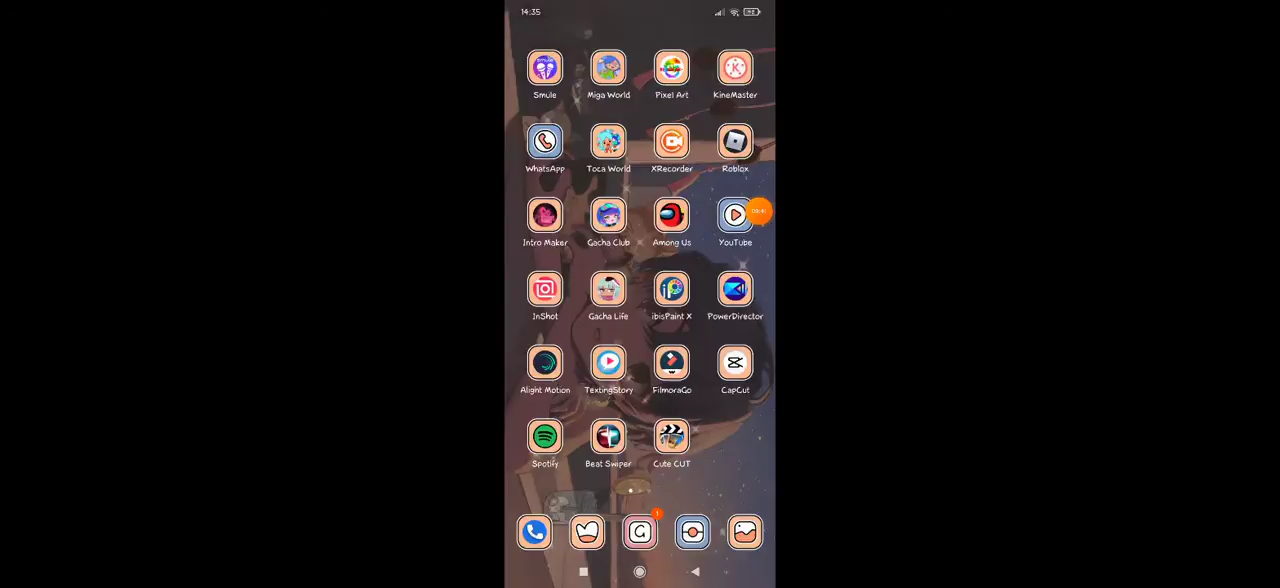 14:35
Smule Miga World Pixel Art KineMaster
WhatsApp Toca World XRecorder Roblox
Intro Maker Gacha Club Among Us YouTube
InShot Gacha Life ibisPaint X PowerDirector
Alight Motion TextingStory FilmoraGo CapCut
Spotify Beat Swiper Cute CUT
1